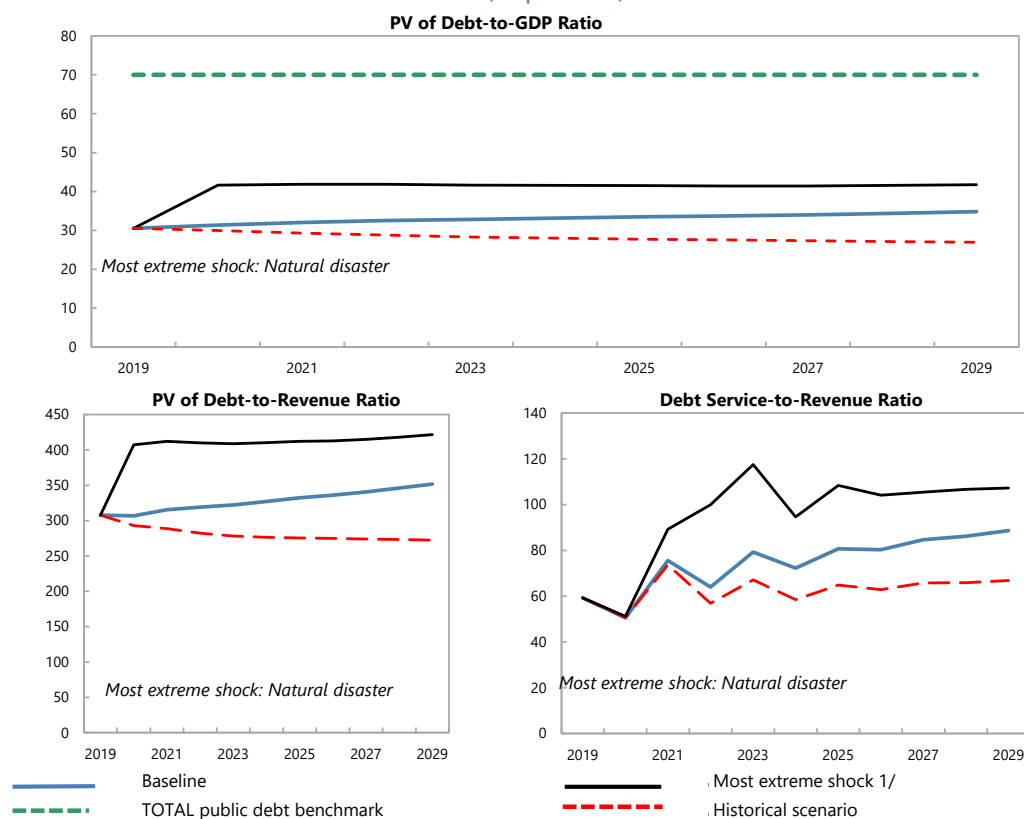 PV of Debt-to-GDP Ratio
80
70
60
50
40
30
20
10
0
Most extreme shock: Natural disaster
2019 2021 2023 2025 2027 2029
PV of Debt-to-Revenue Ratio
450
400
350
300
250
200
150
100
50
0
Most extreme shock: Natural disaster
2019 2021 2023 2025 2027 2029
Debt Service-to-Revenue Ratio
140
120
100
80
60
40
20
0
Most extreme shock: Natural disaster
2019 2021 2023 2025 2027 2029
Baseline
Most extreme shock 1/
TOTAL public debt benchmark
Historical scenario